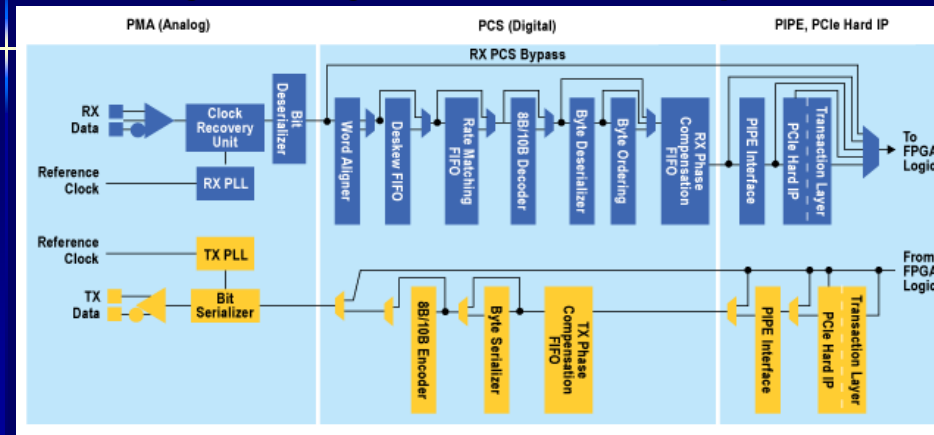 PMA (Analog)
PCS (Digital)
PIPE, PCIe Hard IP
RX PCS Bypass
RX
Data
Clock
Recovery
Unit
Bit
Deserializer
Word Aligner
Deskew FIFO
Rate Matching
FIFO
8B/10B Decoder
Byte Deserializer
Byte Ordering
RX Phase
Compensation
FIFO
PIPE Interface
PCIe Hard IP
Transaction Layer
To
FPGA
Logic
Reference
Clock
RX PLL
Reference
Clock
TX PLL
From
FPGA
Logic
TX
Data
Bit
Serializer
8B/10B Encoder
Byte Serializer
TX Phase
Compensation
FIFO
PIPE Interface
PCIe Hard IP
Transaction Layer